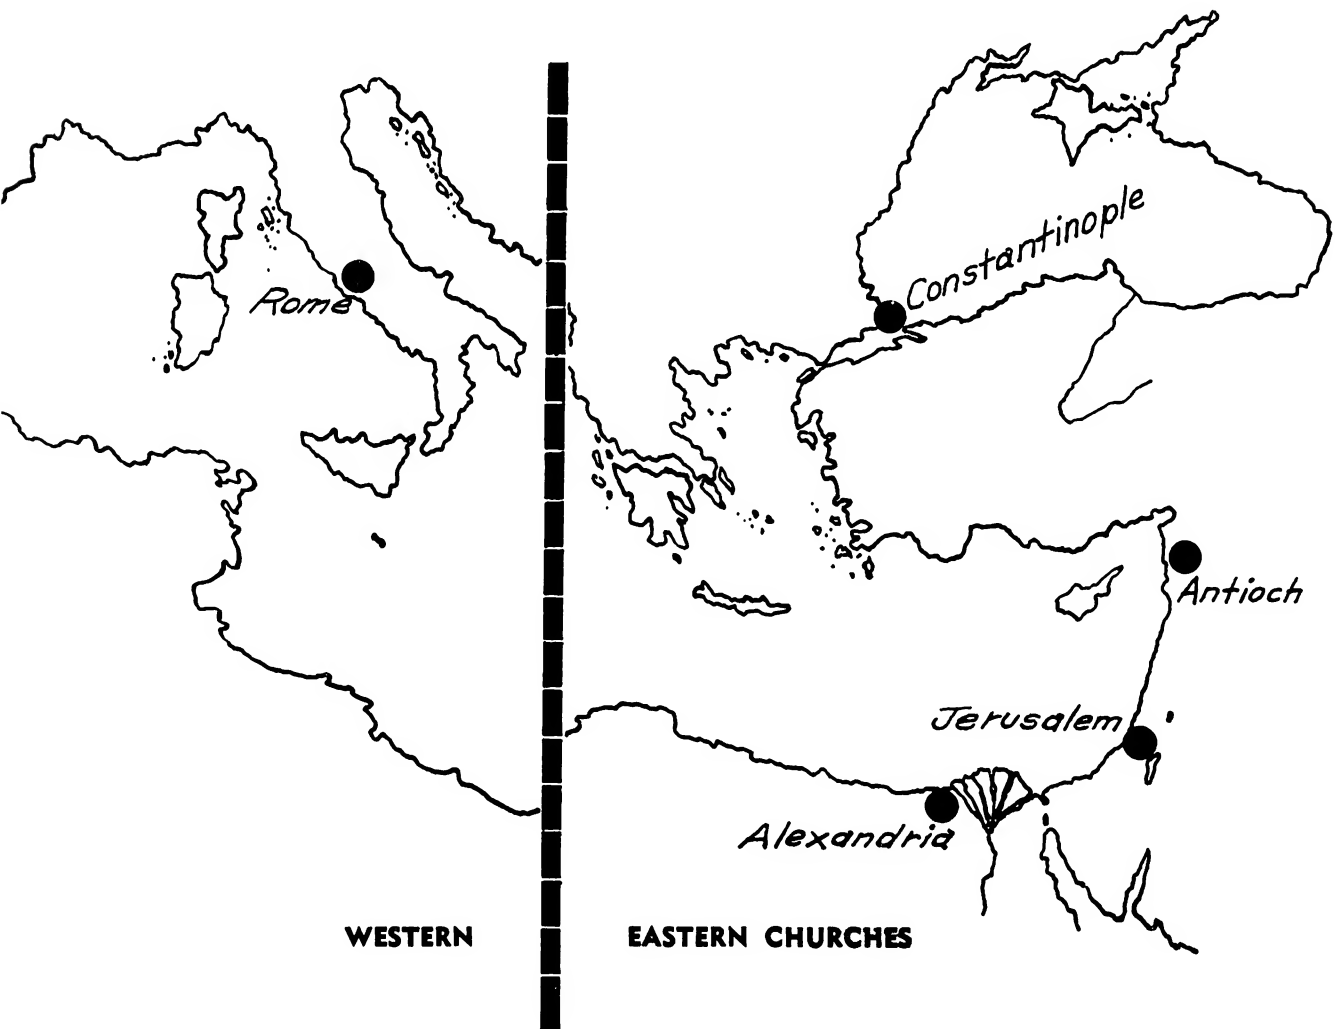 Constantinople
Rome
Antioch
Jerusalem
Alexandria
WESTERN
EASTERN CHURCHES